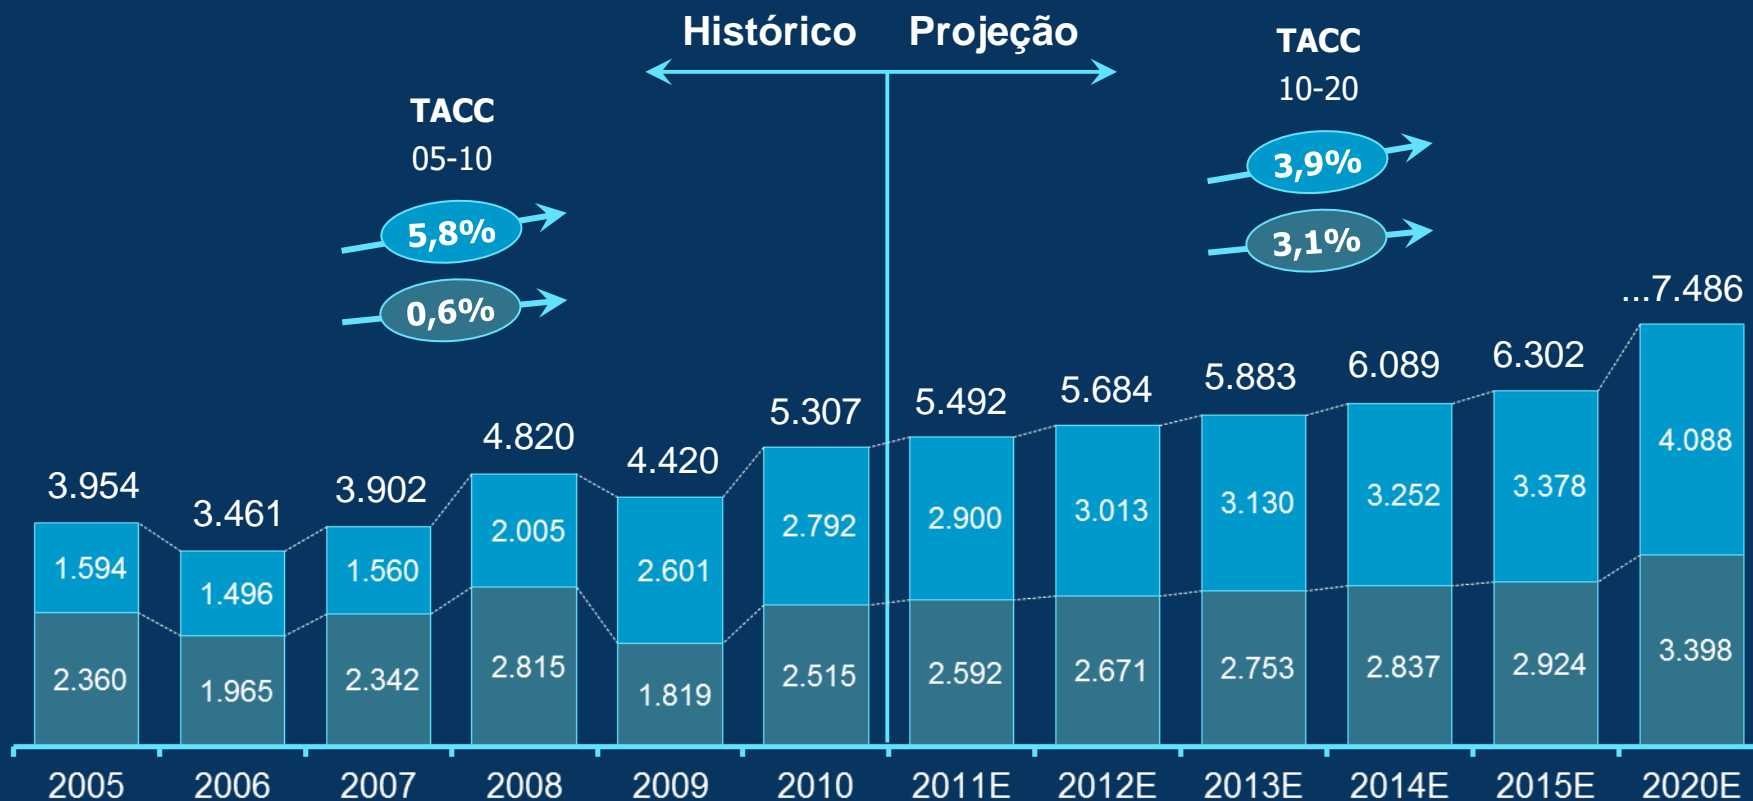 Histórico Projeção
TACC
05-10
5,8%
0,6%
TACC
10-20
3,9%
3,1%
3.954 3.461 3.902 4.820 4.420 5.307 5.492 5.684 5.883 6.089 6.302 ...7.486
1.594 1.496 1.560 2.005 2.601 2.792 2.900 3.013 3.130 3.252 3.378 4.088
2.360 1.965 2.342 2.815 1.819 2.515 2.592 2.671 2.753 2.837 2.924 3.398
2005 2006 2007 2008 2009 2010 2011E 2012E 2013E 2014E 2015E 2020E